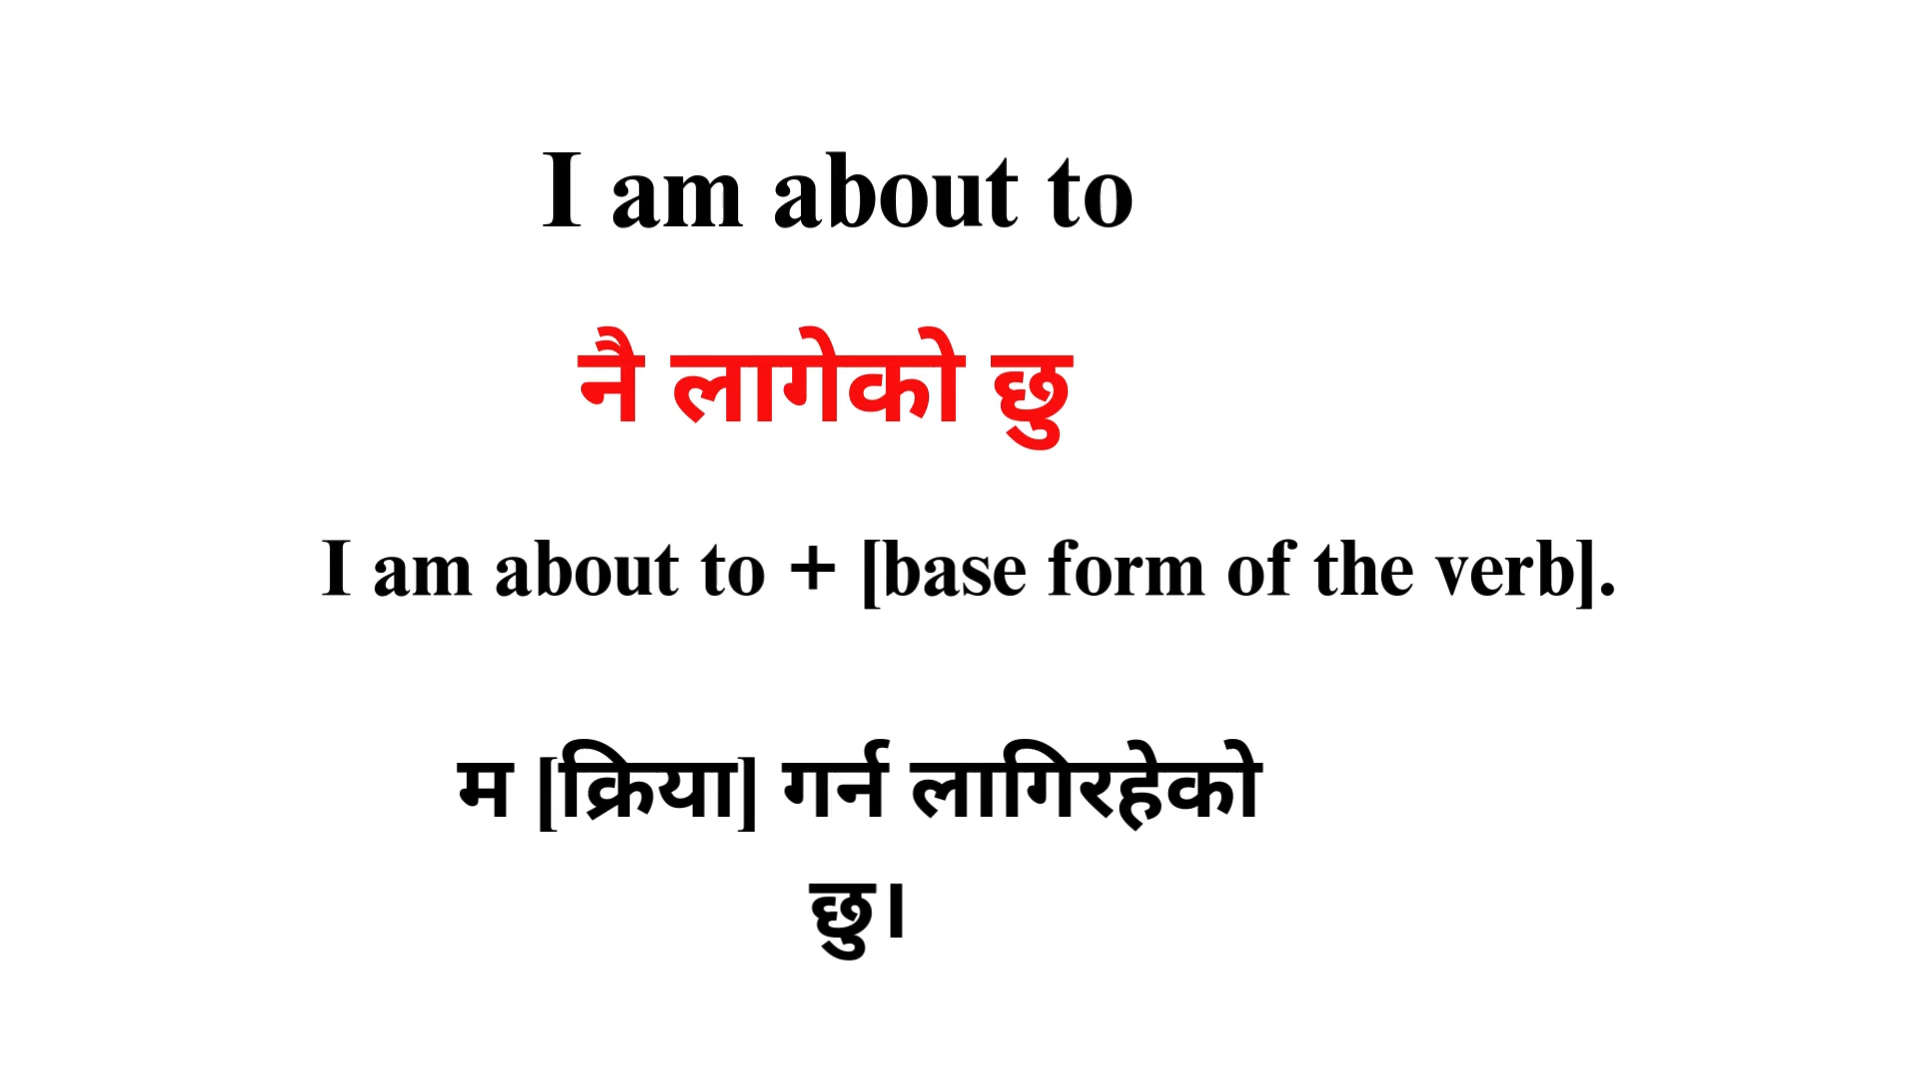 I am about to
नै लागेको छु
I am about to + [base form of the verb].
म [क्रिया] गर्न लागिरहेको
छु।